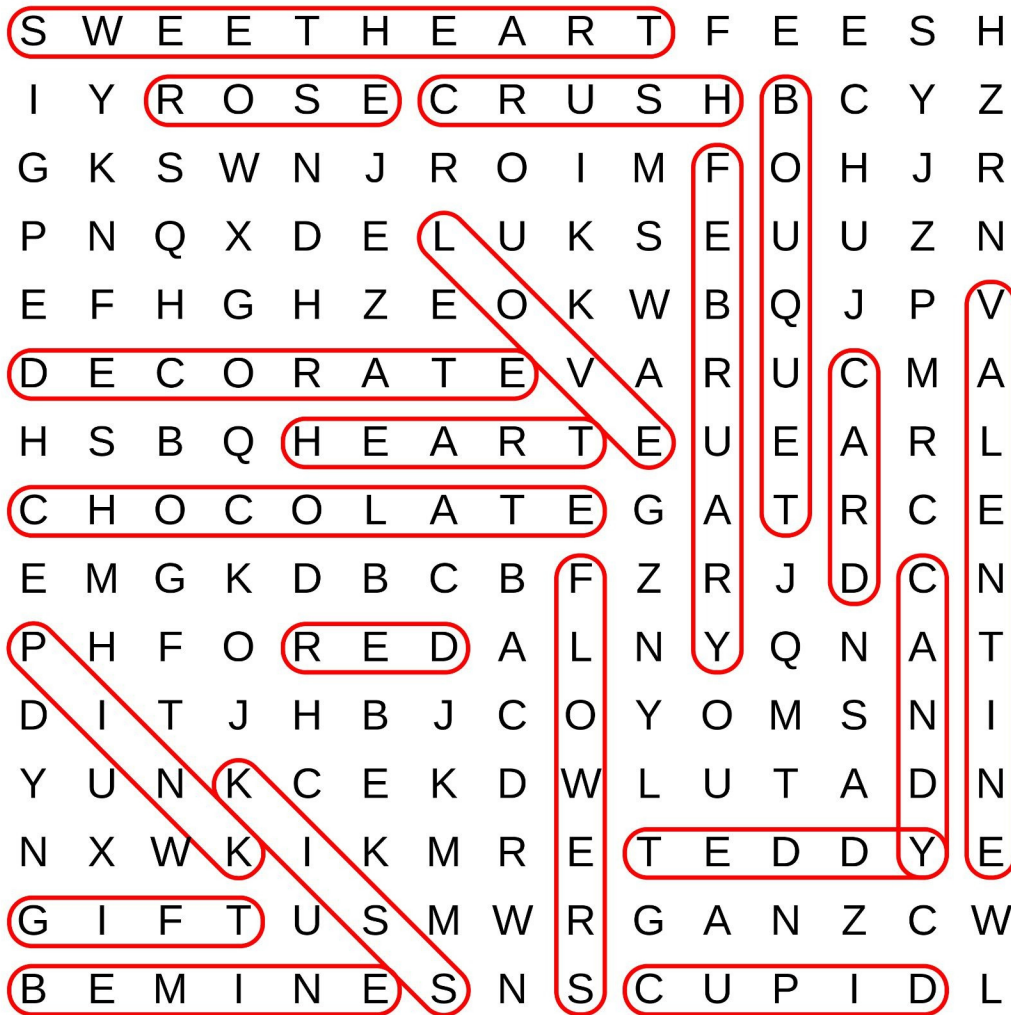 S W E E T H E A R T F E E S H
I Y R O S E C R U S H B C Y Z
G K S W N J R O I M F O H J R
P N Q X D E L U K S E U U Z N
E F H G H Z E O K W B Q J P V
D E C O R A T E V A R U C M A
H S B Q H E A R T E U E A R L
C H O C O L A T E G A T R C E
E M G K D B C B F Z R J D C N
P H F O R E D A L N Y Q N A T
D I T J H B J C O Y O M S N I
Y U N K C E K D W L U T A D N
N X W K I K M R E T E D D Y E
G I F T U S M W R G A N Z C W
B E M I N E S N S C U P I D L